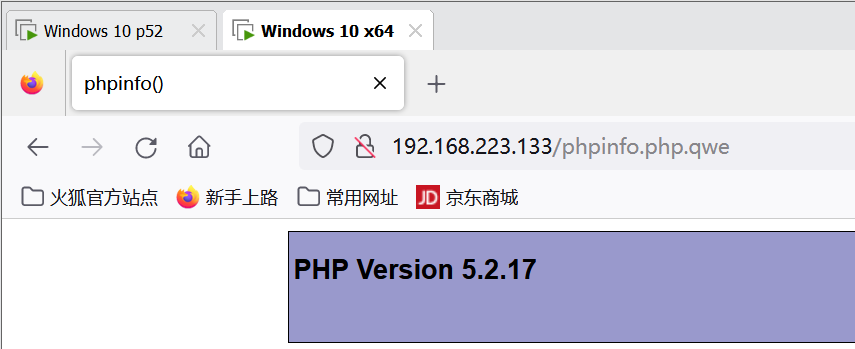 Windows 10 p52
Windows 10 x64
phpinfo()
192.168.223.133/phpinfo.php.qwe
火狐官方站点 新手上路 常用网址 JD 京东商城
PHP Version 5.2.17